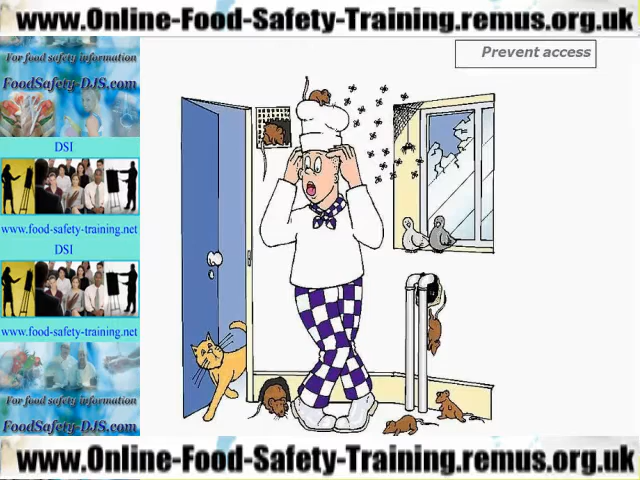 www.Online-Food-Safety-Training.remus.org.uk
For food safety information
FoodSafety-DJS.com
DSI
www.food-safety-training.net
DSI
www.food-safety-training.net
For food safety information
FoodSafety-DJS.com
Prevent access
www.Online-Food-Safety-Training.remus.org.uk